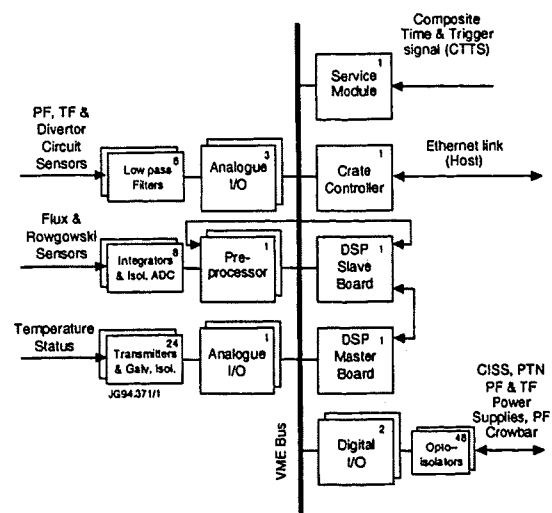 Composite
Time & Trigger
signal (CTTS)
1
Service
Module
PF, TF &
Divertor
Circuit
Sensors
6
Low pass
Filters
3
Analogue
I/O
1
Crate
Controller
Ethernet link
(Host)
Flux &
Rowgowski
Sensors
8
Integrators
& Isol. ADC
1
Pre-
processor
1
DSP
Slave
Board
Temperature
Status
24
Transmitters
& Galv. Isol.
JG94.371/1
1
Analogue
I/O
1
DSP
Master
Board
VME Bus
2
Digital
I/O
48
Opto-
isolators
CISS, PTN
PF & TF
Power
Supplies, PF
Crowbar